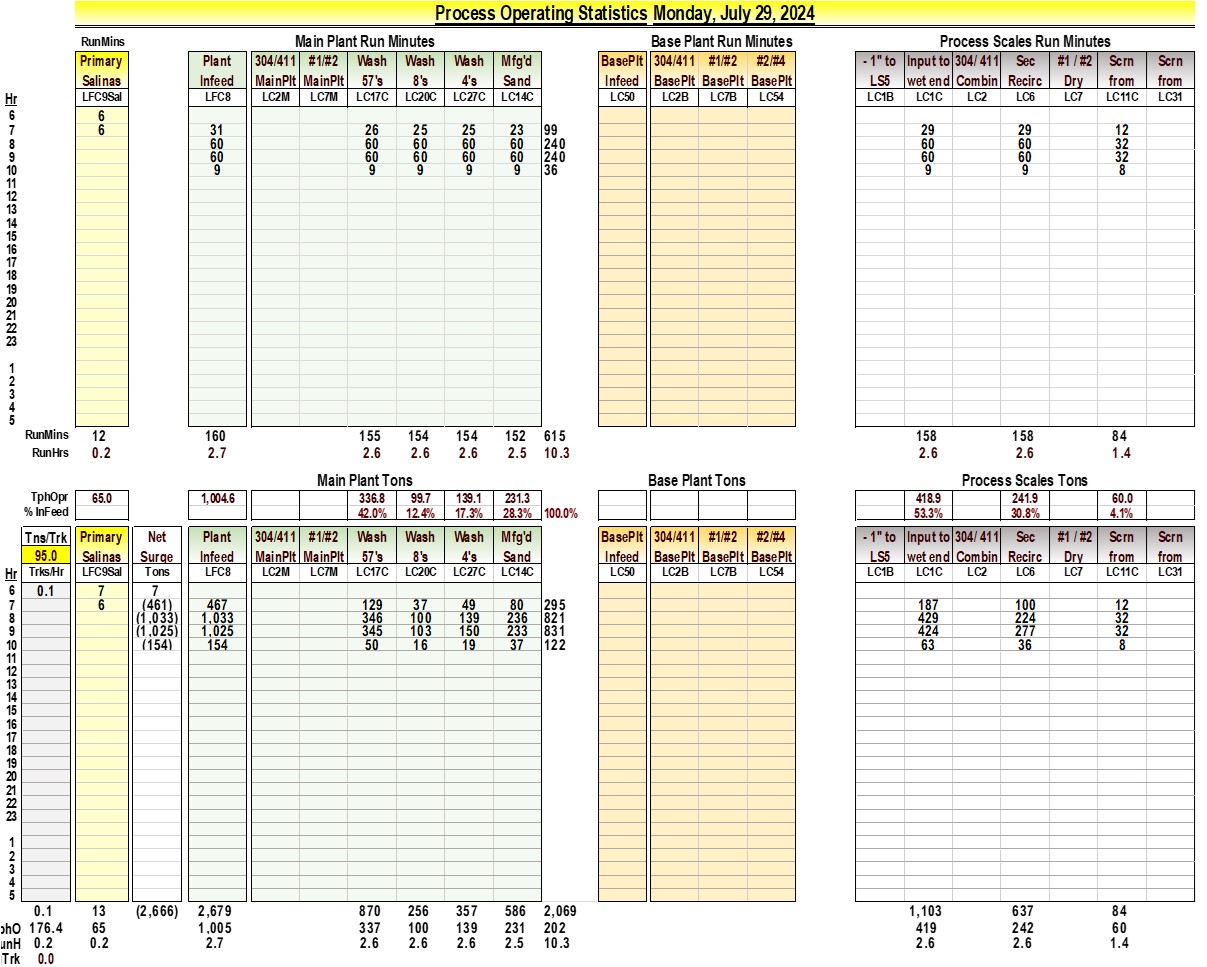 Process Operating Statistics Monday, July 29, 2024
RunMins Main Plant Run Minutes Base Plant Run Minutes Process Scales Run Minutes
Primary Plant 304/411 #1/#2 Wash Wash Wash Mfg'd BasePlt 304/411 #1/#2 #2/#4 - 1" to Input to 304/ 411 Sec #1 / #2 Scrn Scrn
Salinas Infeed MainPlt MainPlt 57's 8's 4's Sand Infeed BasePlt BasePlt BasePlt LS5 wet end Combin Recirc Dry from from
Hr LFC9Sal LFC8 LC2M LC7M LC17C LC20C LC27C LC14C LC50 LC2B LC7B LC54 LC1B LC1C LC2 LC6 LC7 LC11C LC31
6 6
7 6 31 26 25 25 23 99 29 29 12
8 60 60 60 60 60 240 60 60 32
9 60 60 60 60 60 240 60 60 32
10 9 9 9 9 9 36 9 9 8
11
12
13
14
15
16
17
18
19
20
21
22
23
1
2
3
4
5
RunMins 12 160 155 154 154 152 615 158 158 84
RunHrs 0.2 2.7 2.6 2.6 2.6 2.5 10.3 2.6 2.6 1.4
Main Plant Tons Base Plant Tons Process Scales Tons
TphOpr 65.0 1,004.6 336.8 99.7 139.1 231.3 418.9 241.9 60.0
% InFeed 42.0% 12.4% 17.3% 28.3% 100.0% 53.3% 30.8% 4.1%
Tns/Trk Primary Net Plant 304/411 #1/#2 Wash Wash Wash Mfg'd BasePlt 304/411 #1/#2 #2/#4 - 1" to Input to 304/ 411 Sec #1 / #2 Scrn Scrn
95.0 Salinas Surge Infeed MainPlt MainPlt 57's 8's 4's Sand Infeed BasePlt BasePlt BasePlt LS5 wet end Combin Recirc Dry from from
Hr Trks/Hr LFC9Sal Tons LFC8 LC2M LC7M LC17C LC20C LC27C LC14C LC50 LC2B LC7B LC54 LC1B LC1C LC2 LC6 LC7 LC11C LC31
6 0.1 7 7
7 6 (461) 467 129 37 49 80 295 187 100 12
8 (1,033) 1,033 346 100 139 236 821 429 224 32
9 (1,025) 1,025 345 103 150 233 831 424 277 32
10 (154) 154 50 16 19 37 122 63 36 8
11
12
13
14
15
16
17
18
19
20
21
22
23
1
2
3
4
5
0.1 13 (2,666) 2,679 870 256 357 586 2,069 1,103 637 84
phO 176.4 65 1,005 337 100 139 231 202 419 242 60
unH 0.2 0.2 2.7 2.6 2.6 2.6 2.5 10.3 2.6 2.6 1.4
Trk 0.0